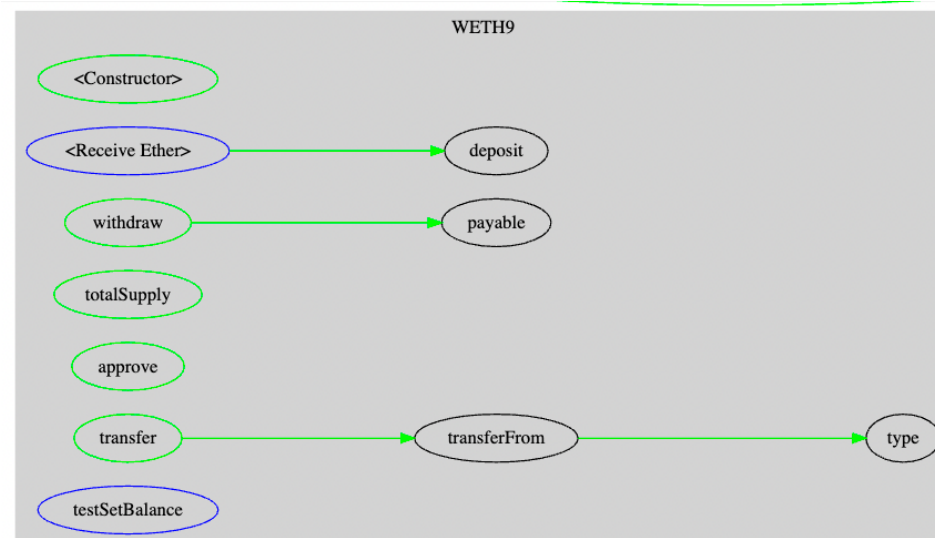 WETH9
<Constructor>
<Receive Ether> deposit
withdraw payable
totalSupply
approve
transfer transferFrom type
testSetBalance